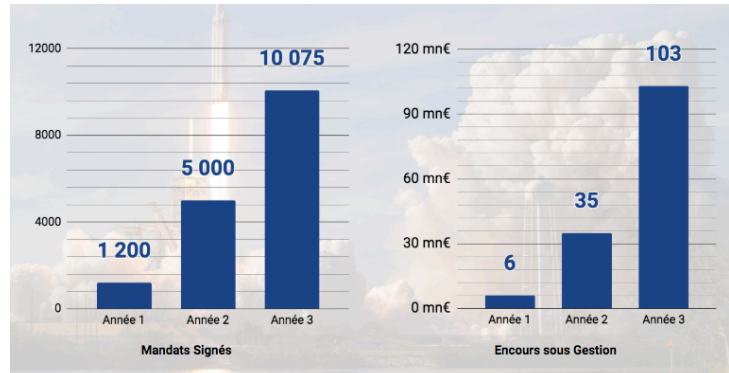 12000
8000
4000
0
1 200
5 000
10 075
Année 1
Année 2
Année 3
Mandats Signés
120 mn€
90 mn€
60 mn€
30 mn€
0 mn€
6
35
103
Année 1
Année 2
Année 3
Encours sous Gestion